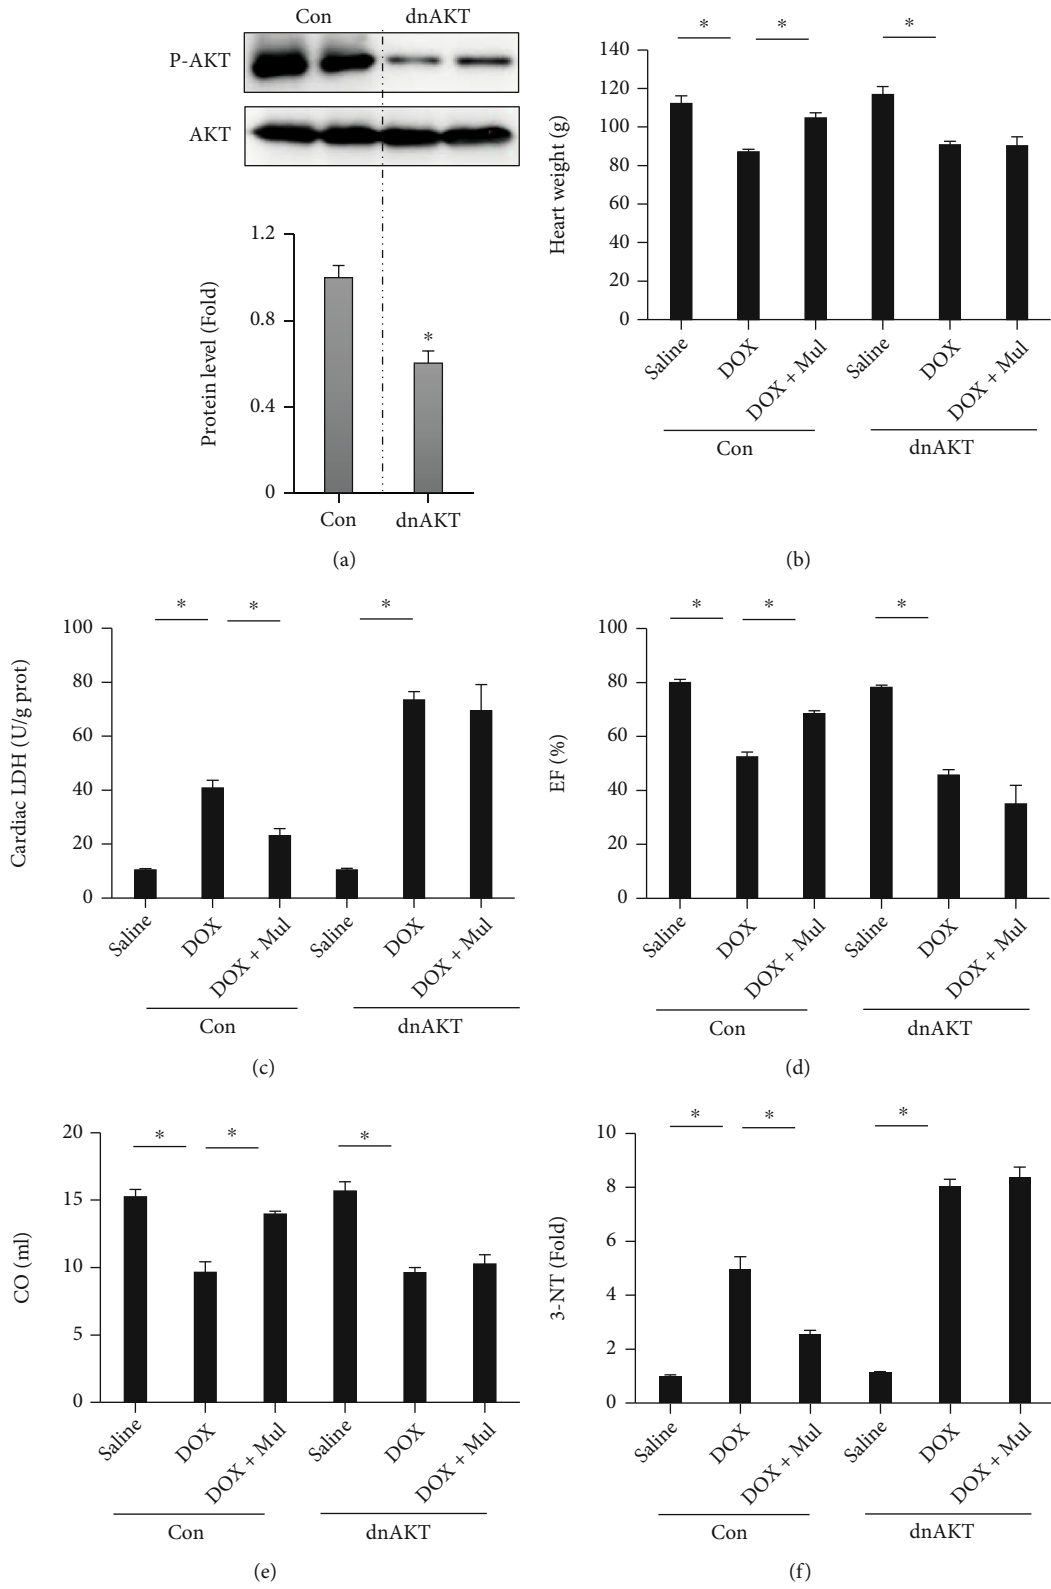 Con dnAKT
P-AKT
AKT
1.2
0.8
0.4
0
Protein level (Fold)
*
Con dnAKT
(a)
* * *
140
120
100
80
60
40
20
0
Heart weight (g)
Saline DOX DOX + Mul Saline DOX DOX + Mul
Con dnAKT
(b)
* * *
100
80
60
40
20
0
Cardiac LDH (U/g prot)
Saline DOX DOX + Mul Saline DOX DOX + Mul
Con dnAKT
(c)
* * *
100
80
60
40
20
0
EF (%)
Saline DOX DOX + Mul Saline DOX DOX + Mul
Con dnAKT
(d)
* * *
20
15
10
5
0
CO (ml)
Saline DOX DOX + Mul Saline DOX DOX + Mul
Con dnAKT
(e)
* * *
10
8
6
4
2
0
3-NT (Fold)
Saline DOX DOX + Mul Saline DOX DOX + Mul
Con dnAKT
(f)